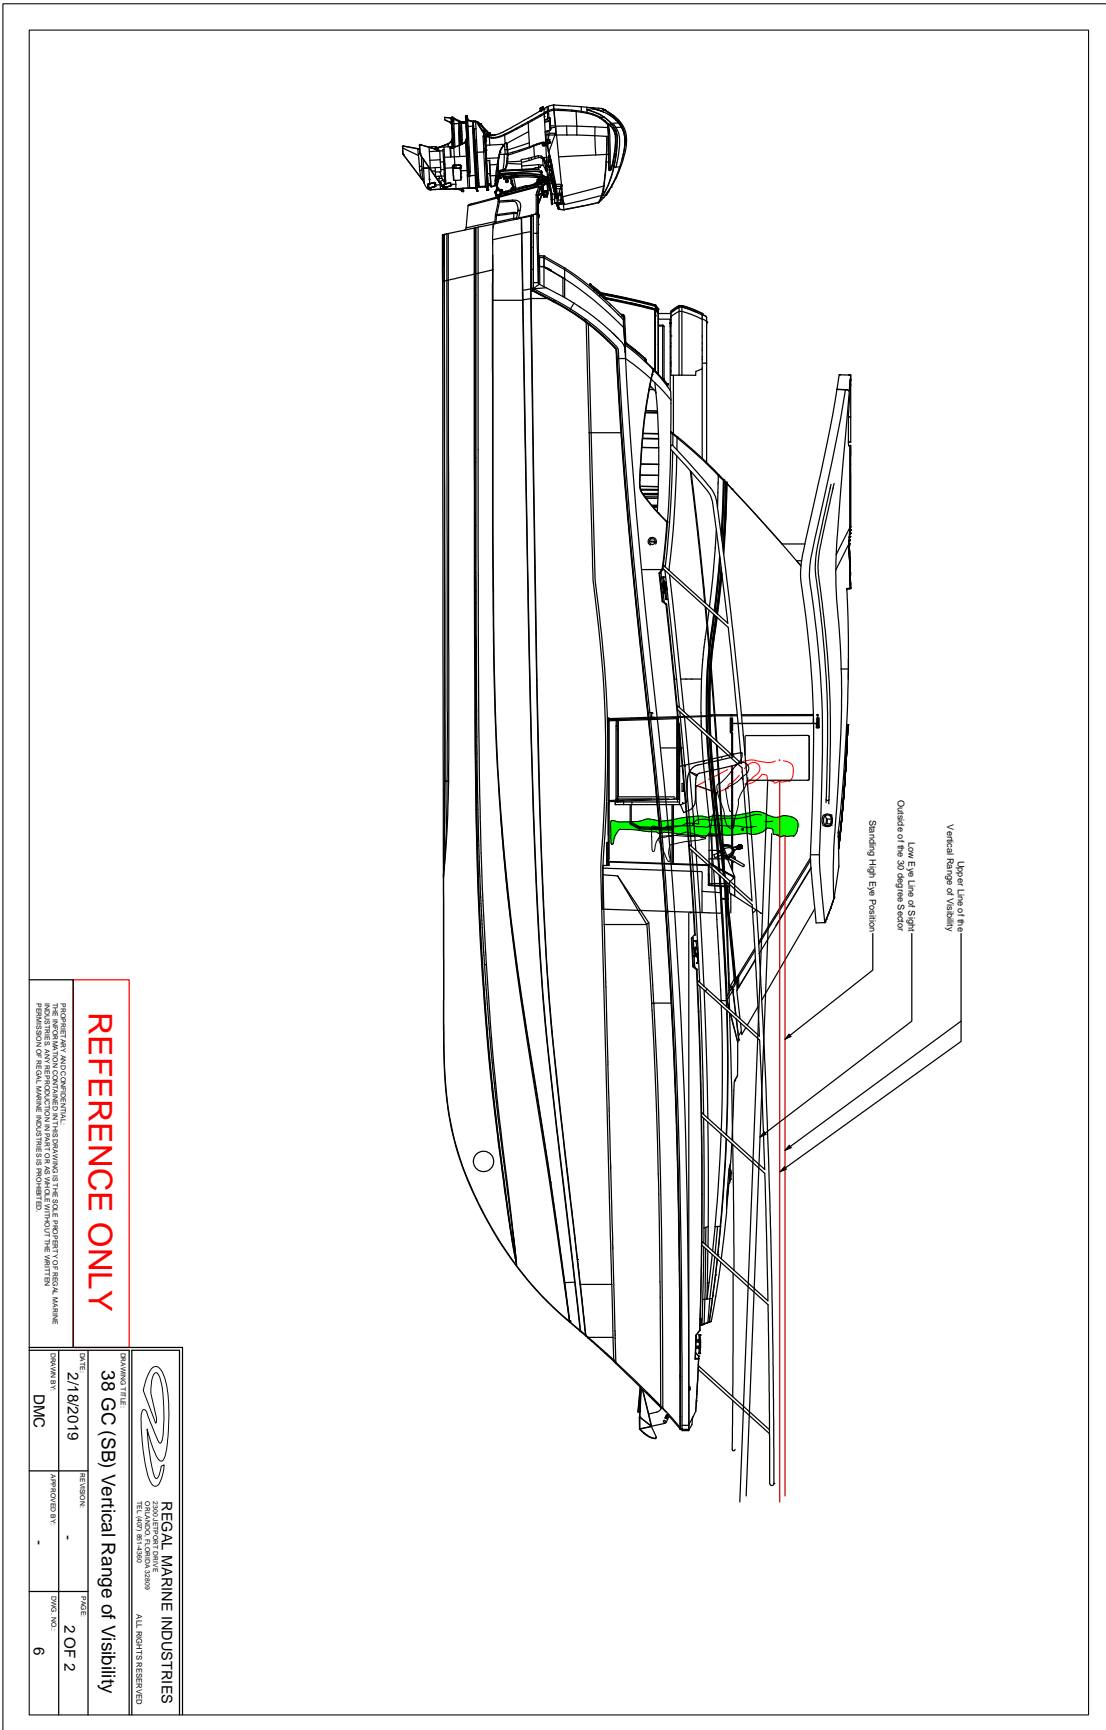 Upper Line of the
Vertical Range of Visibility
Low Eye Line of Sight
Outside of the 30 degree Sector
Standing High Eye Position
REFERENCE ONLY
PROPRIETARY AND CONFIDENTIAL:
THE INFORMATION CONTAINED IN THIS DRAWING IS THE SOLE PROPERTY OF REGAL MARINE
INDUSTRIES. ANY REPRODUCTION IN PART OR AS WHOLE WITHOUT THE WRITTEN
PERMISSION OF REGAL MARINE INDUSTRIES IS PROHIBITED.
REGAL MARINE INDUSTRIES
2300 JETPORT DRIVE
ORLANDO, FLORIDA 32809
TEL (407) 851-4360
ALL RIGHTS RESERVED
DRAWING TITLE:
38 GC (SB) Vertical Range of Visibility
DATE: 2/18/2019
REVISION: -
PAGE: 2 OF 2
DRAWN BY: DMC
APPROVED BY: -
DWG. NO.: 6